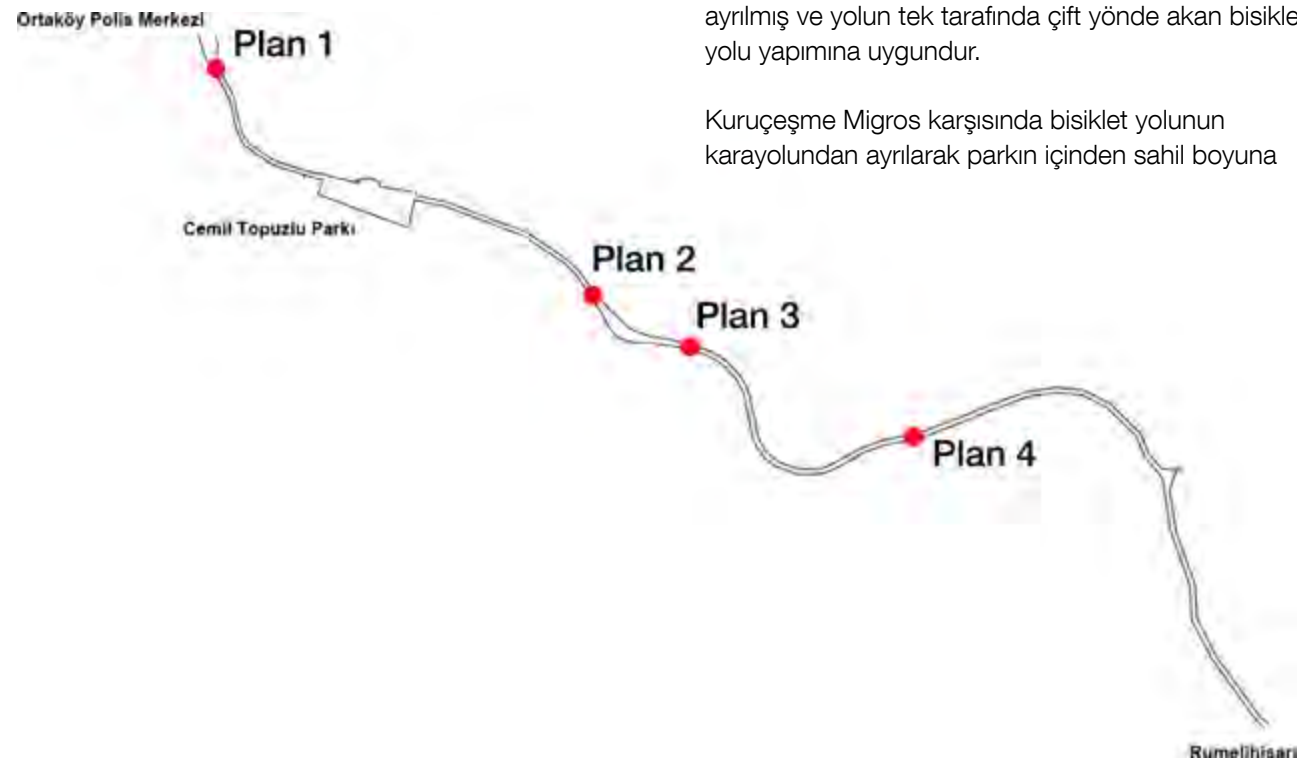 Ortaköy Polis Merkezi
Plan 1
ayrılmış ve yolun tek tarafında çift yönde akan bisikle
yolu yapımına uygundur.
Kuruçeşme Migros karşısında bisiklet yolunun
karayolundan ayrılarak parkın içinden sahil boyuna
Cemil Topuzlu Parkı
Plan 2
Plan 3
Plan 4
Rumelihisarı